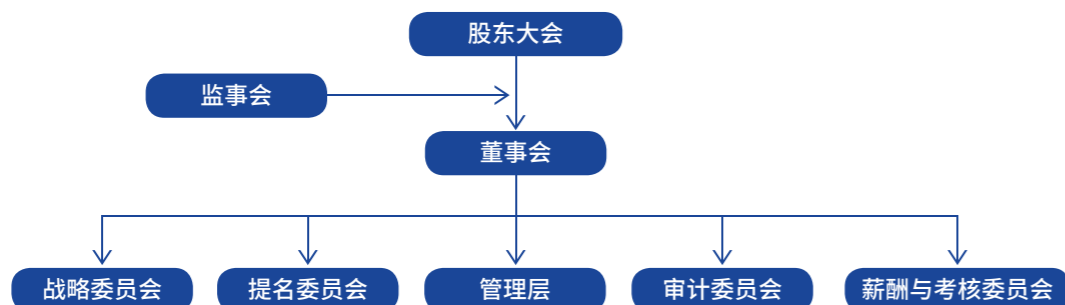 股东大会
监事会
董事会
战略委员会
提名委员会
管理层
审计委员会
薪酬与考核委员会